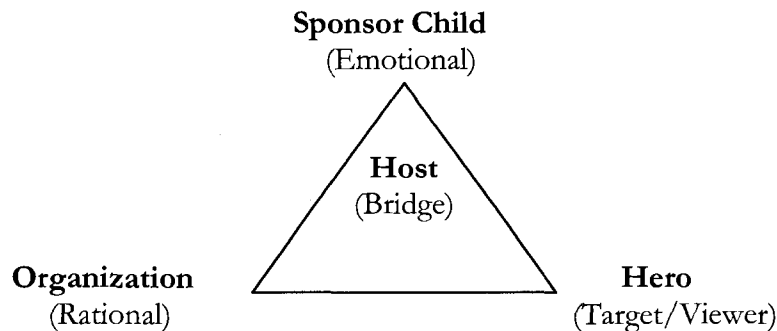 Sponsor Child
(Emotional)
Host
(Bridge)
Organization
(Rational)
Hero
(Target/Viewer)